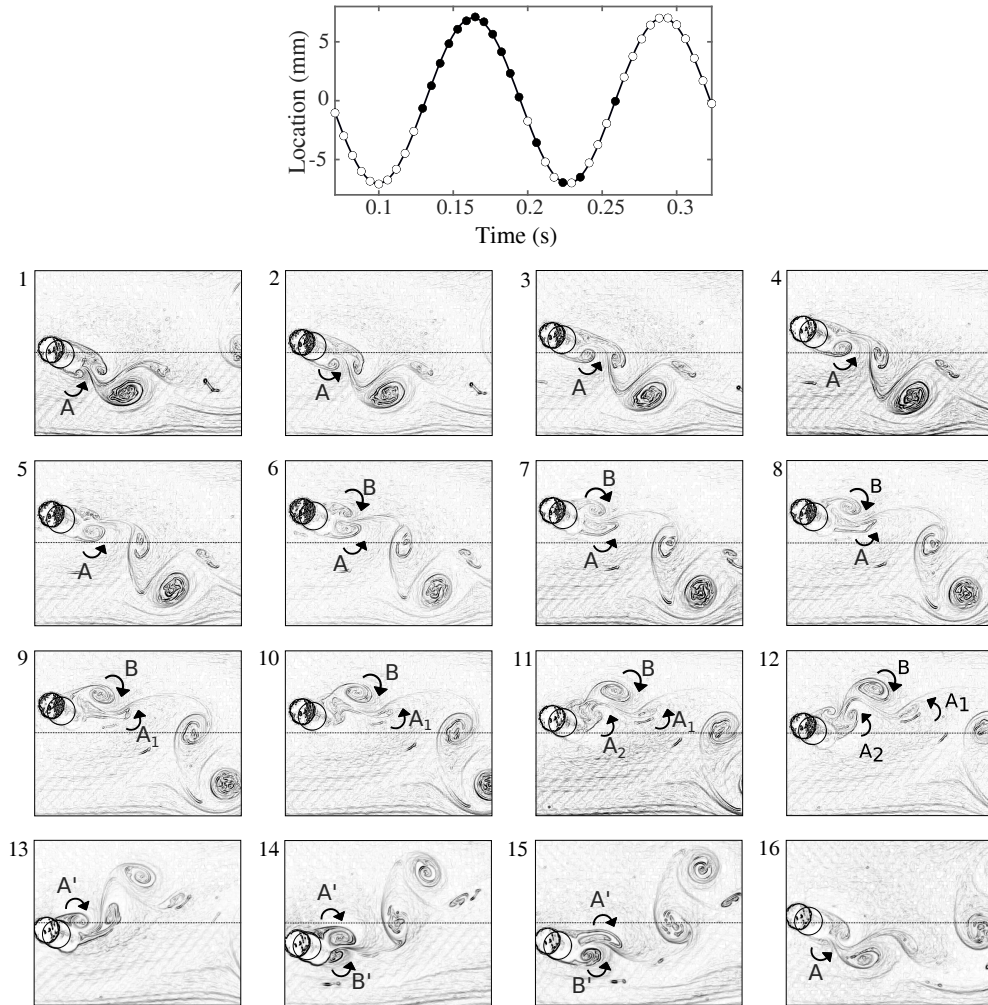 5
0
-5
Location (mm)
0.1 0.15 0.2 0.25 0.3
Time (s)
1 2 3 4
A A A A
5 6 7 8
B B B
A A A A
9 10 11 12
B B B B
A1 A1 A2 A1 A2 A1
13 14 15 16
A' A' A'
B' B' A